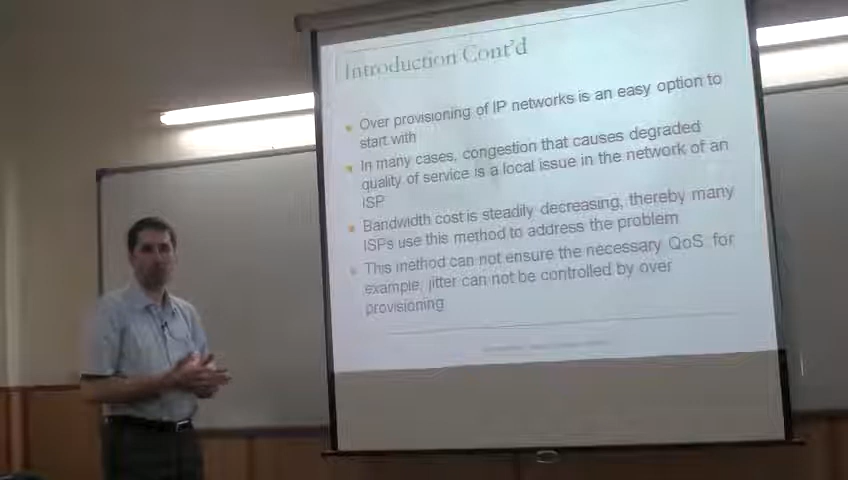 Introduction Cont'd
Over provisioning of IP networks is an easy option to
start with
In many cases, congestion that causes degraded
quality of service is a local issue in the network of an
ISP
Bandwidth cost is steadily decreasing, thereby many
ISPs use this method to address the problem
This method can not ensure the necessary QoS for
example, jitter can not be controlled by over
provisioning